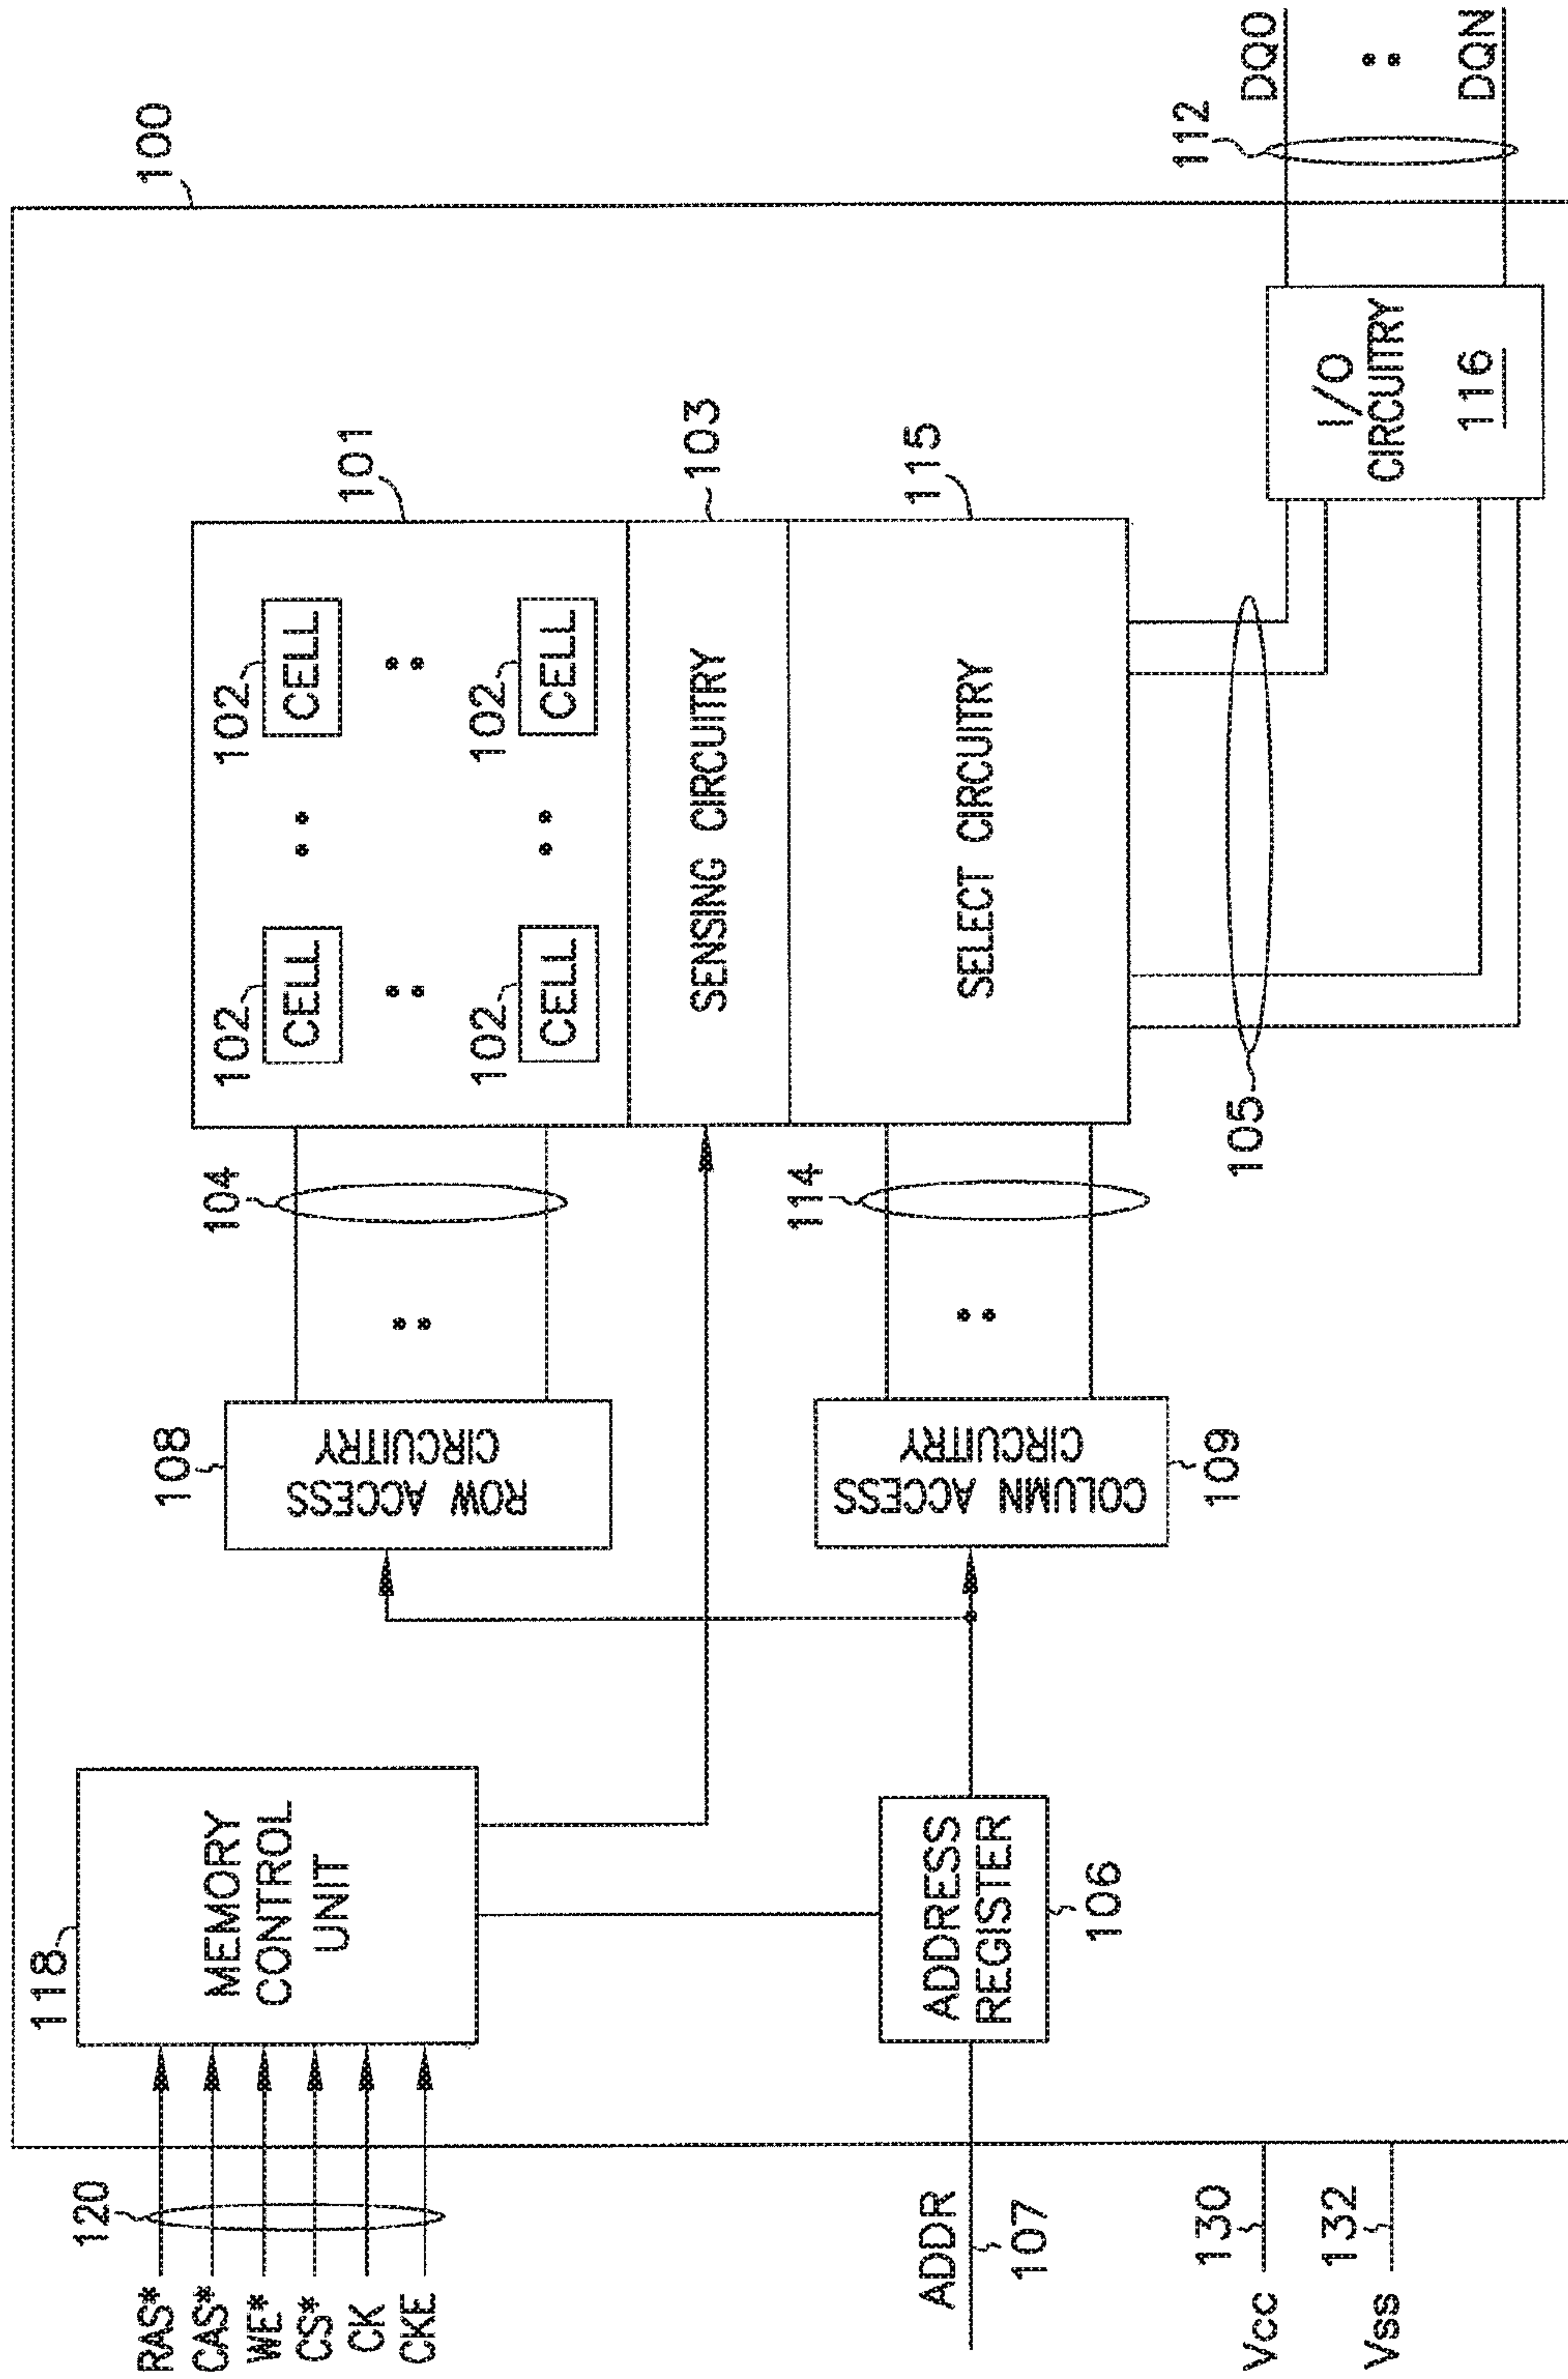 100
118
MEMORY
CONTROL
UNIT
120
RAS*
CAS*
WE*
CS*
CK
CKE
108
ROW ACCESS
CIRCUITRY
104
101
102
CELL
102
CELL
102
CELL
102
CELL
SENSING CIRCUITRY
103
SELECT CIRCUITRY
115
114
COLUMN ACCESS
CIRCUITRY
109
ADDRESS
REGISTER
106
ADDR
107
105
I/O
CIRCUITRY
116
112
DQ0
DQN
Vcc
130
Vss
132